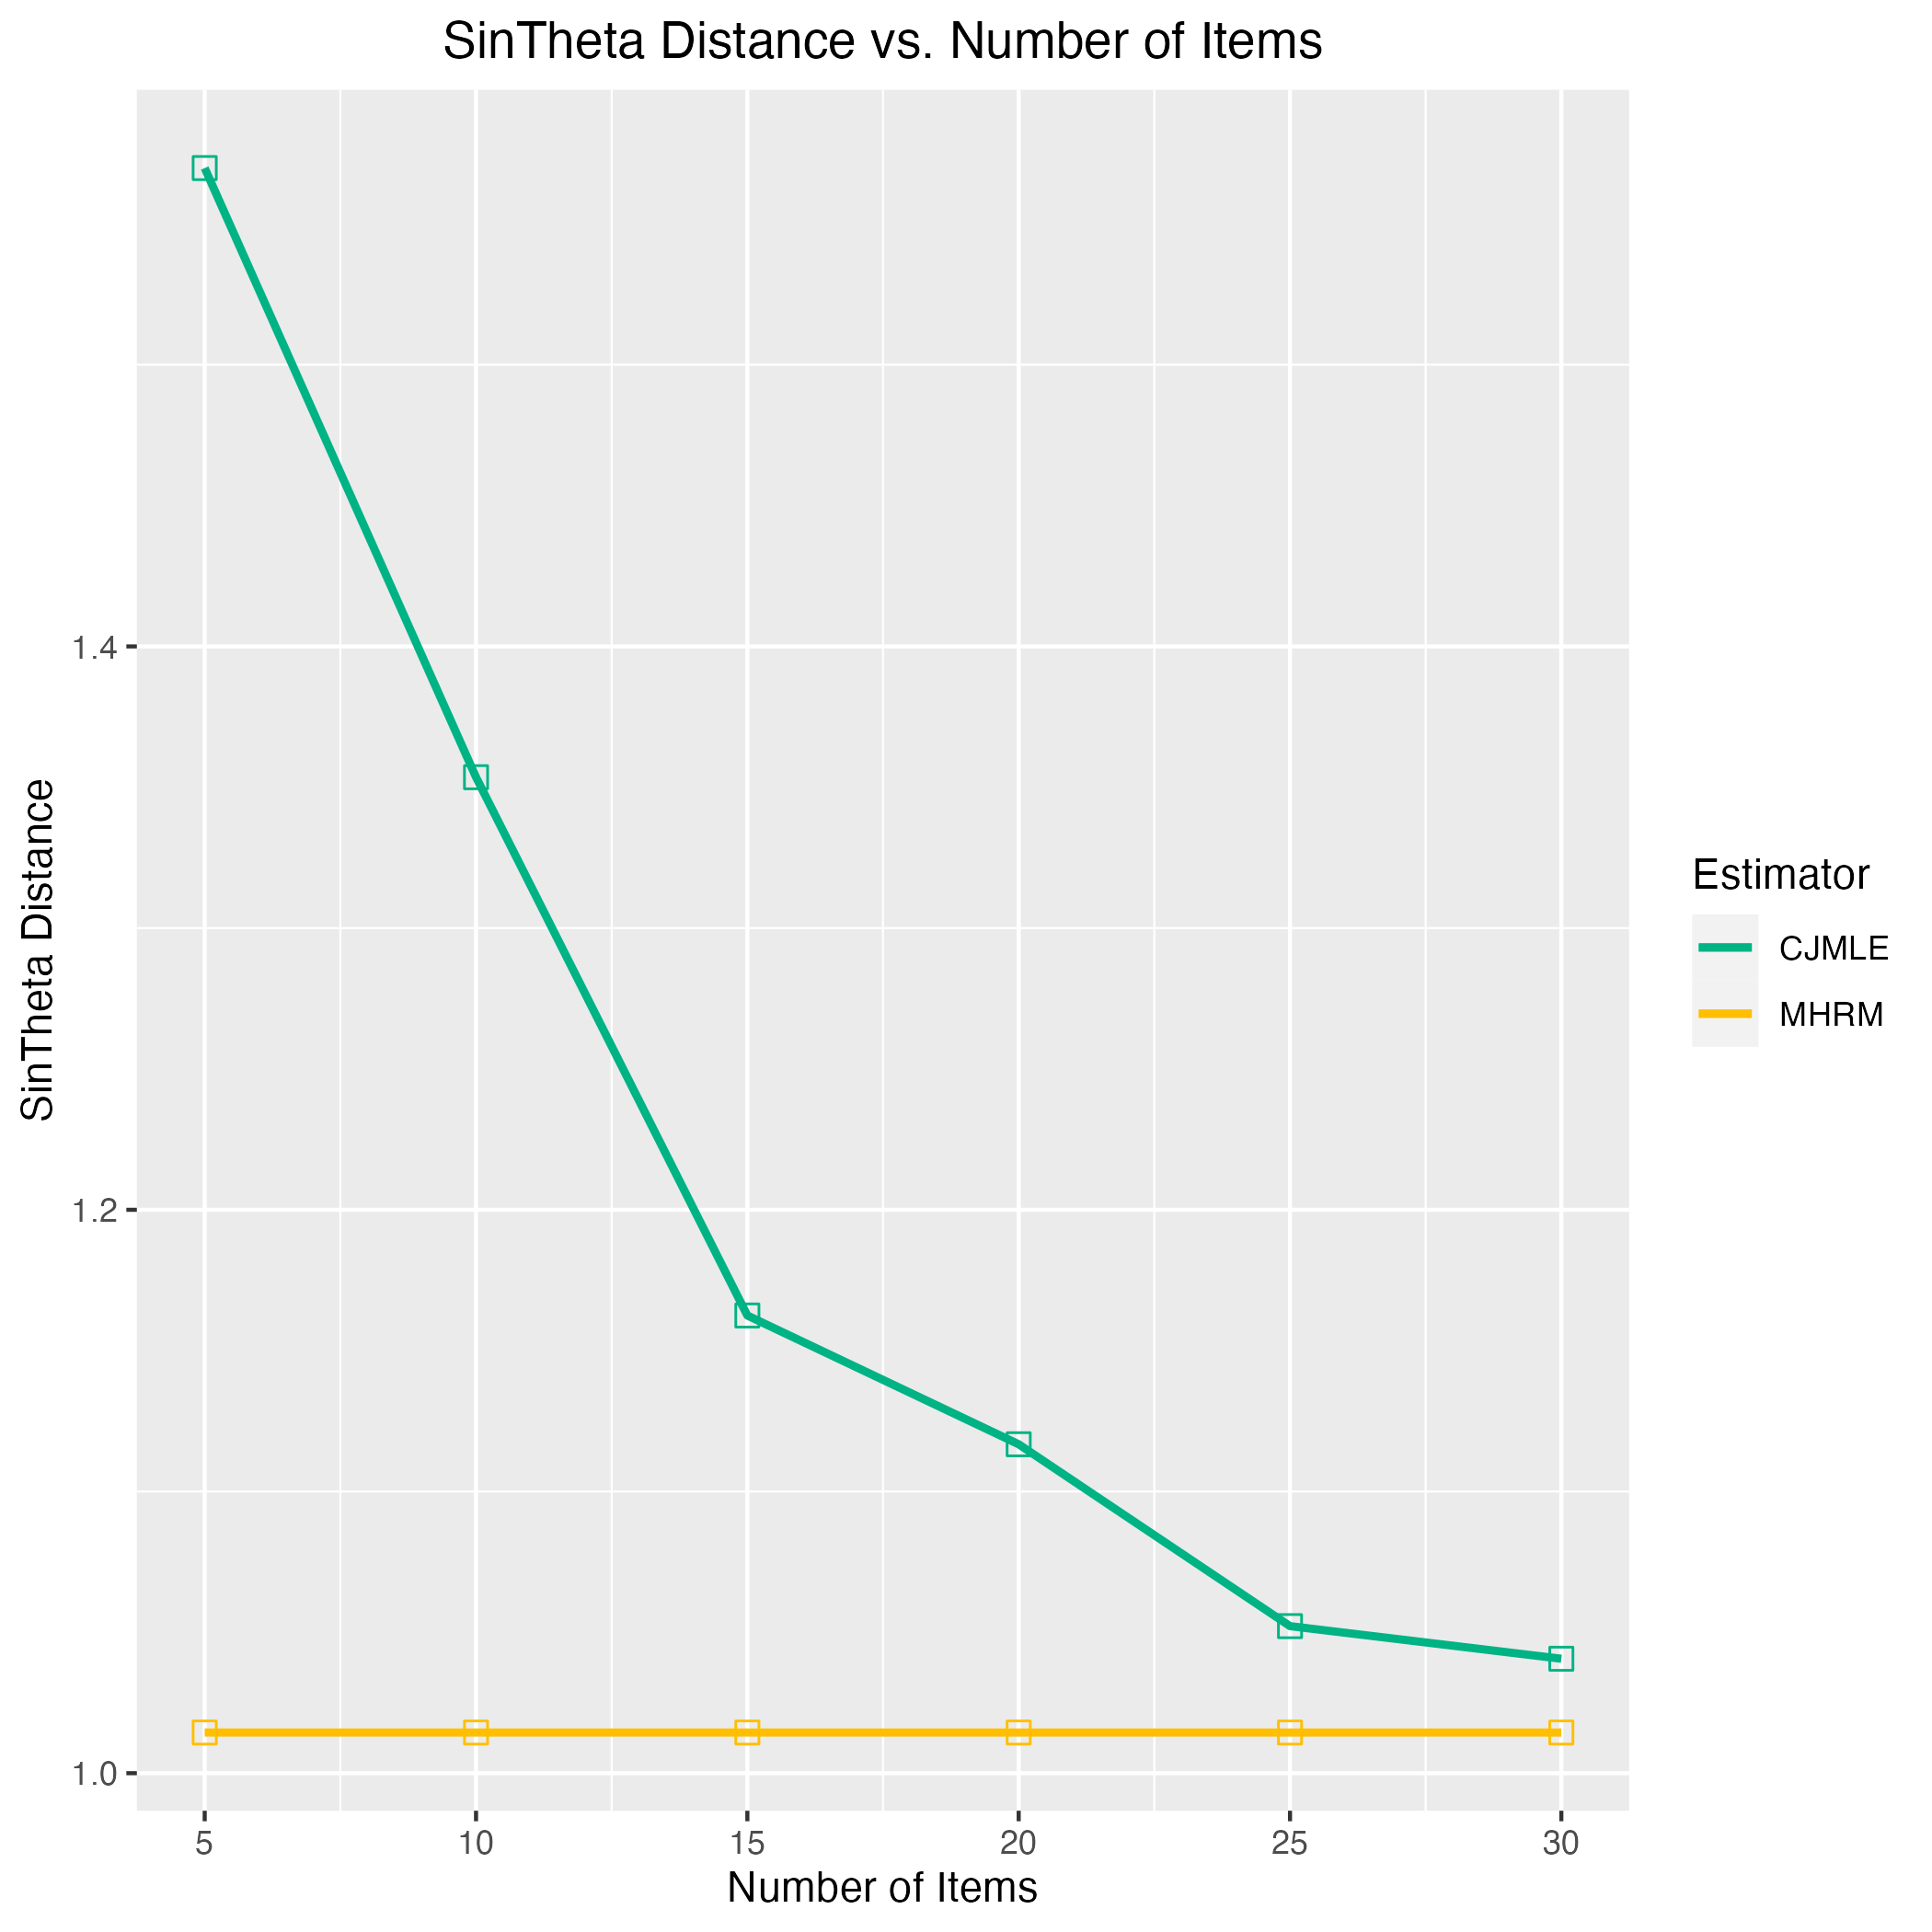 SinTheta Distance vs. Number of Items
SinTheta Distance
1.4
1.2
1.0
5 10 15 20 25 30
Number of Items
Estimator
CJMLE
MHRM